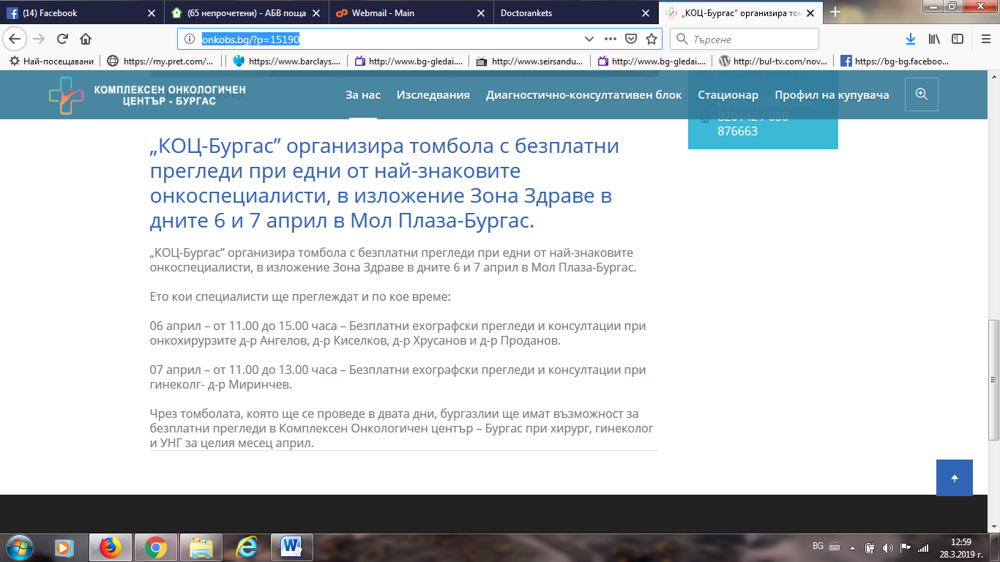 (14) Facebook
(65 непрочетени) - АБВ поща
Webmail - Main
Doctorankets
„КОЦ-Бургас” организира том
onkobs.bg/?p=15190
Търсене
Най-посещавани
https://my.pret.com/...
https://www.barclays....
http://www.bg-gledai....
http://www.seirsandu...
http://www.bg-gledai....
http://bul-tv.com/nov...
https://bg-bg.faceboo...
КОМПЛЕКСЕН ОНКОЛОГИЧЕН
ЦЕНТЪР - БУРГАС
За нас
Изследвания
Диагностично-консултативен блок
Стационар
Профил на купувача
820142 / 056
876663
„КОЦ-Бургас” организира томбола с безплатни
прегледи при едни от най-знаковите
онкоспециалисти, в изложение Зона Здраве в
дните 6 и 7 април в Мол Плаза-Бургас.
„КОЦ-Бургас” организира томбола с безплатни прегледи при едни от най-знаковите
онкоспециалисти, в изложение Зона Здраве в дните 6 и 7 април в Мол Плаза-Бургас.
Ето кои специалисти ще преглеждат и по кое време:
06 април – от 11.00 до 15.00 часа – Безплатни ехографски прегледи и консултации при
онкохирурзите д-р Ангелов, д-р Киселков, д-р Хрусанов и д-р Проданов.
07 април – от 11.00 до 13.00 часа – Безплатни ехографски прегледи и консултации при
гинеколг- д-р Миринчев.
Чрез томболата, която ще се проведе в двата дни, бургазлии ще имат възможност за
безплатни прегледи в Комплексен Онкологичен център – Бургас при хирург, гинеколог
и УНГ за целия месец април.
BG
12:59
28.3.2019 г.